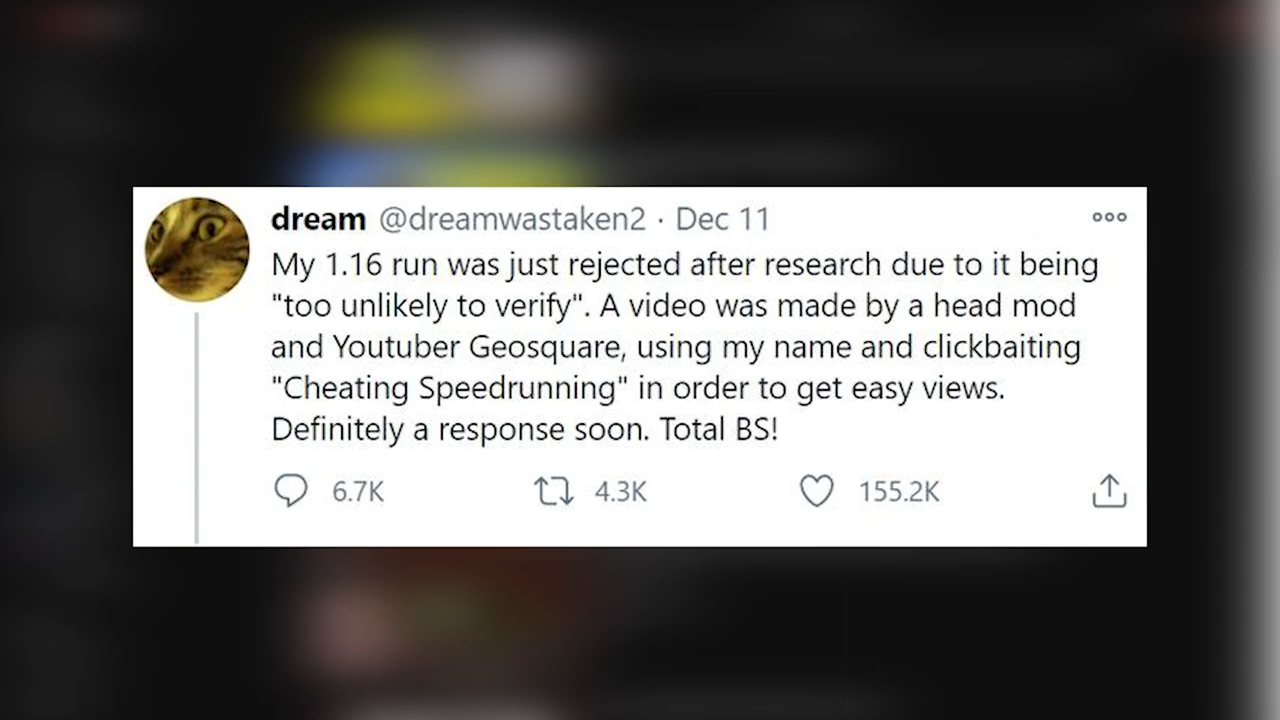 dream @dreamwastaken2 · Dec 11
My 1.16 run was just rejected after research due to it being
"too unlikely to verify". A video was made by a head mod
and Youtuber Geosquare, using my name and clickbaiting
"Cheating Speedrunning" in order to get easy views.
Definitely a response soon. Total BS!
6.7K 4.3K 155.2K